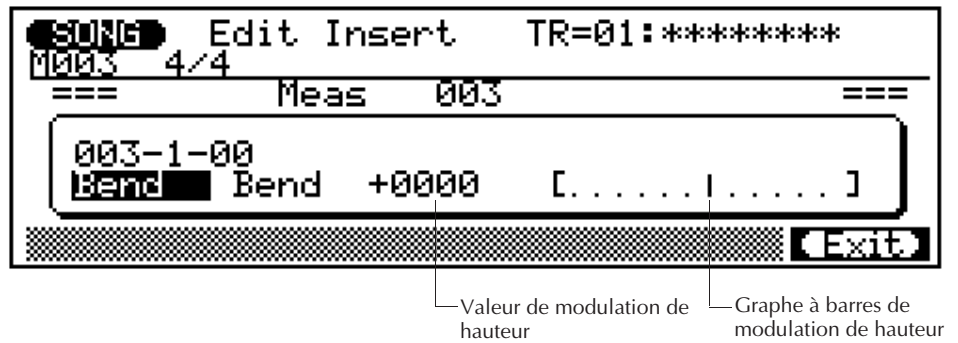 SONG Edit Insert TR=01:********
M003 4/4
=== Meas 003 ===
003-1-00
Bend Bend +0000 [......|.....]
Exit
Valeur de modulation de
hauteur
Graphe à barres de
modulation de hauteur